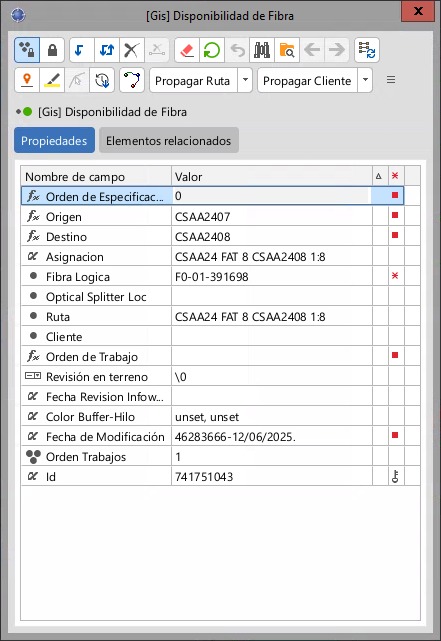 [Gis] Disponibilidad de Fibra
Propagar Ruta Propagar Cliente
[Gis] Disponibilidad de Fibra
Propiedades Elementos relacionados
Nombre de campo Valor
Orden de Especificac... 0
Origen CSAA2407
Destino CSAA2408
Asignacion CSAA24 FAT 8 CSAA2408 1:8
Fibra Logica F0-01-391698
Optical Splitter Loc
Ruta CSAA24 FAT 8 CSAA2408 1:8
Cliente
Orden de Trabajo
Revisión en terreno \0
Fecha Revision Infow...
Color Buffer-Hilo unset, unset
Fecha de Modificación 46283666-12/06/2025.
Orden Trabajos 1
Id 741751043